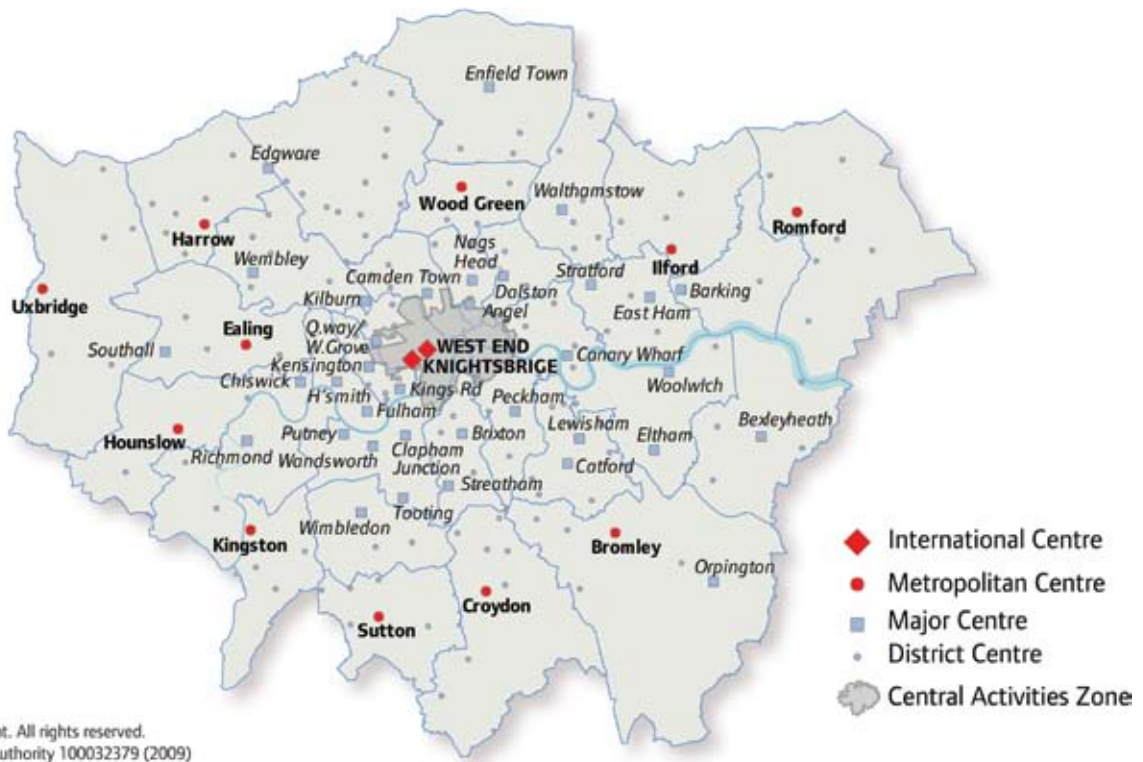 Enfield Town
Edgware
Wood Green
Walthamstow
Romford
Harrow
Nags
Head
Ilford
Wembley
Camden Town
Stratford
Dalston
Barking
Uxbridge
Kilburn
Angel
East Ham
Ealing
Q.way/
W.Grove
WEST END
KNIGHTSBRIGE
Southall
Kensington
Canary Wharf
Chiswick
Kings Rd
Woolwich
H'smith
Fulham
Peckham
Hounslow
Putney
Brixton
Lewisham
Eltham
Bexleyheath
Richmond
Wandsworth
Clapham
Junction
Catford
Streatham
Tooting
Wimbledon
Kingston
Bromley
Orpington
Croydon
Sutton
International Centre
Metropolitan Centre
Major Centre
District Centre
Central Activities Zone
nt. All rights reserved.
uthority 100032379 (2009)